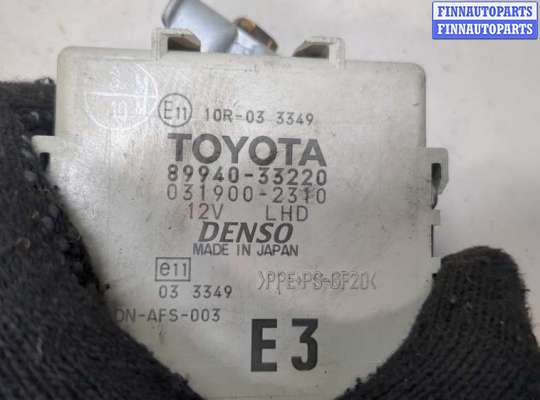 FINNAUTOPARTS
FINNAUTOPARTS
E11 10R-03 3349
TOYOTA
89940-33220
031900-2310
12V LHD
DENSO
MADE IN JAPAN
e11 >PPE+PS-GF20<
03 3349
DN-AFS-003
E3